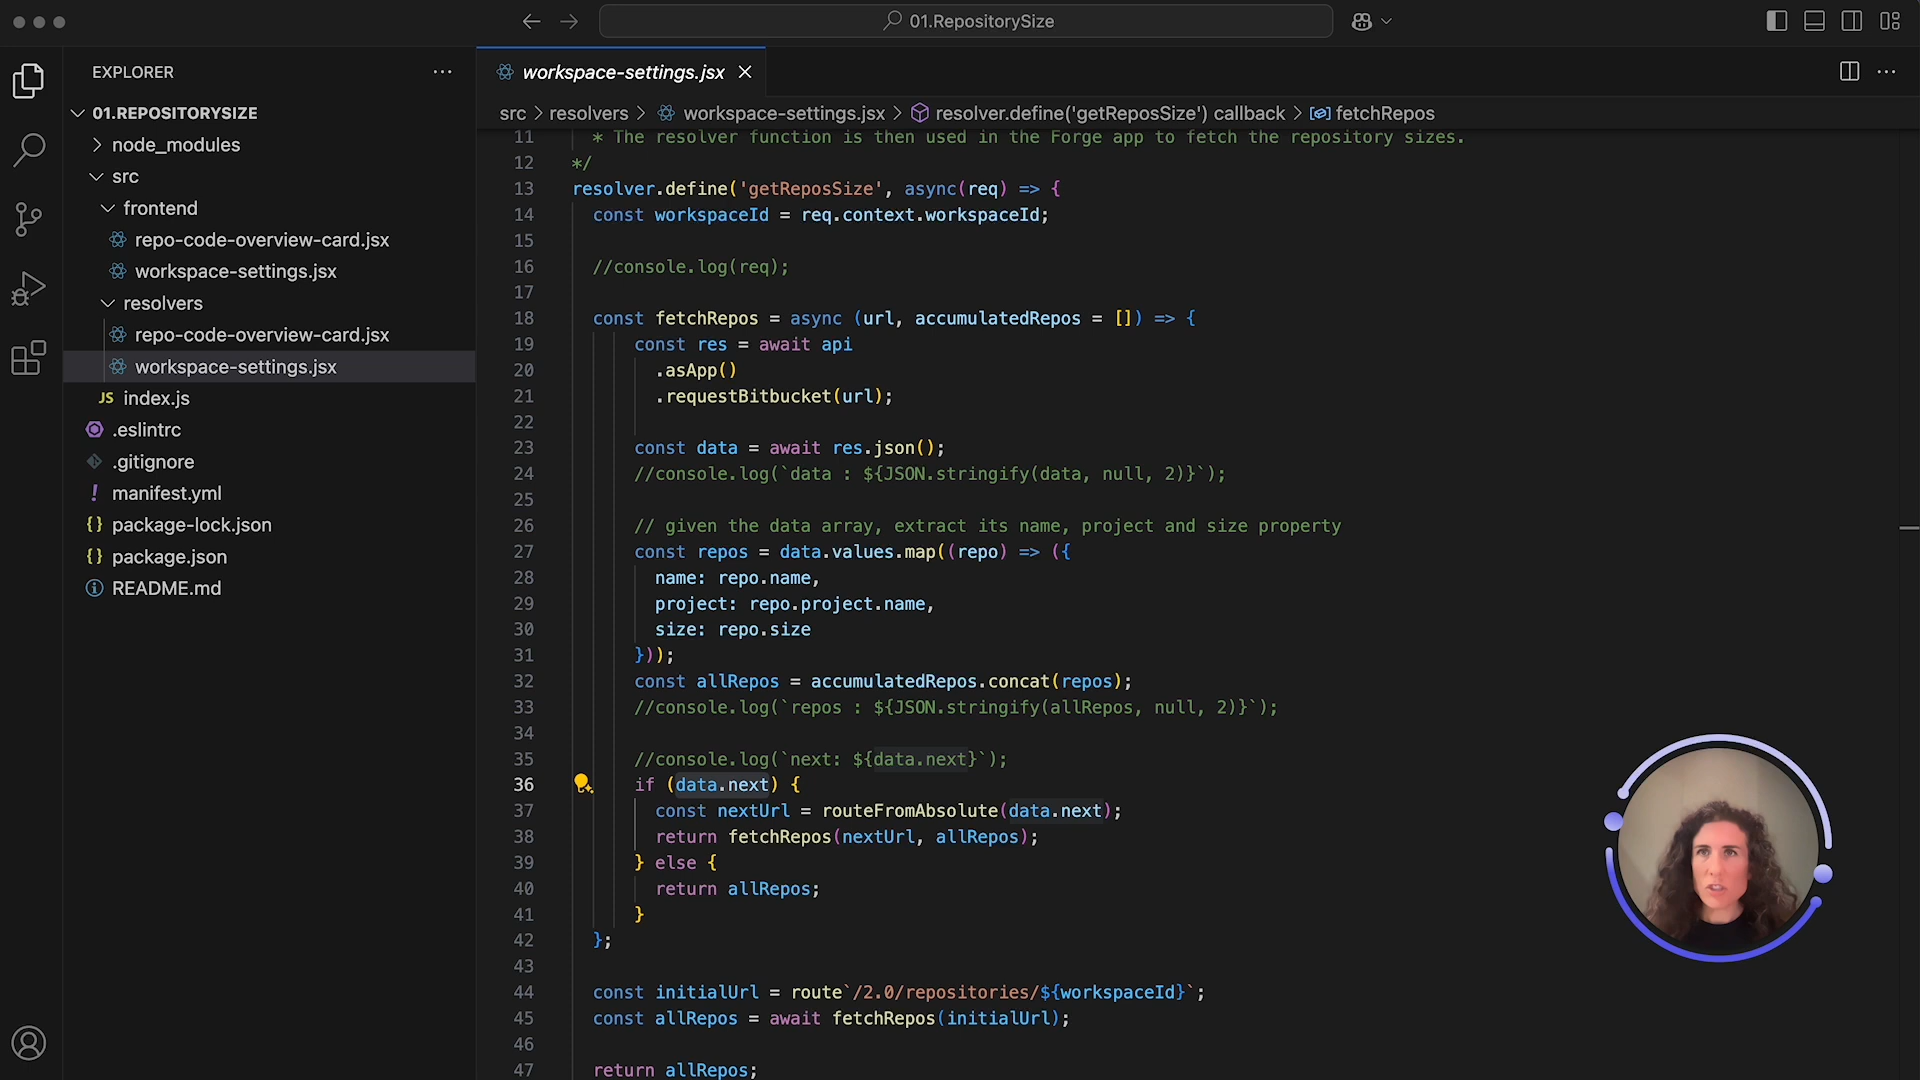 01.RepositorySize
EXPLORER
01.REPOSITORYSIZE
node_modules
src
frontend
repo-code-overview-card.jsx
workspace-settings.jsx
resolvers
repo-code-overview-card.jsx
workspace-settings.jsx
JS index.js
.eslintrc
.gitignore
! manifest.yml
{} package-lock.json
{} package.json
README.md
workspace-settings.jsx
src > resolvers > workspace-settings.jsx > resolver.define('getReposSize') callback > fetchRepos
11 * The resolver function is then used in the Forge app to fetch the repository sizes.
12 */
13 resolver.define('getReposSize', async(req) => {
14 const workspaceId = req.context.workspaceId;
15
16 //console.log(req);
17
18 const fetchRepos = async (url, accumulatedRepos = []) => {
19 const res = await api
20 .asApp()
21 .requestBitbucket(url);
22
23 const data = await res.json();
24 //console.log(`data : ${JSON.stringify(data, null, 2)}`);
25
26 // given the data array, extract its name, project and size property
27 const repos = data.values.map((repo) => ({
28 name: repo.name,
29 project: repo.project.name,
30 size: repo.size
31 }));
32 const allRepos = accumulatedRepos.concat(repos);
33 //console.log(`repos : ${JSON.stringify(allRepos, null, 2)}`);
34
35 //console.log(`next: ${data.next}`);
36 if (data.next) {
37 const nextUrl = routeFromAbsolute(data.next);
38 return fetchRepos(nextUrl, allRepos);
39 } else {
40 return allRepos;
41 }
42 };
43
44 const initialUrl = route`/2.0/repositories/${workspaceId}`;
45 const allRepos = await fetchRepos(initialUrl);
46
47 return allRepos;